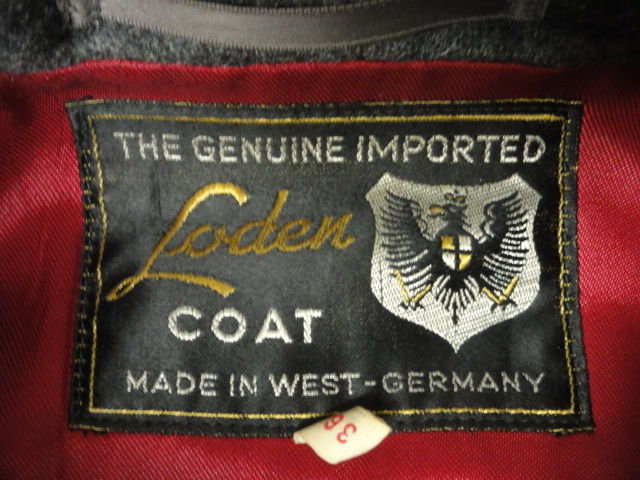 THE GENUINE IMPORTED
Loden
COAT
MADE IN WEST-GERMANY
38